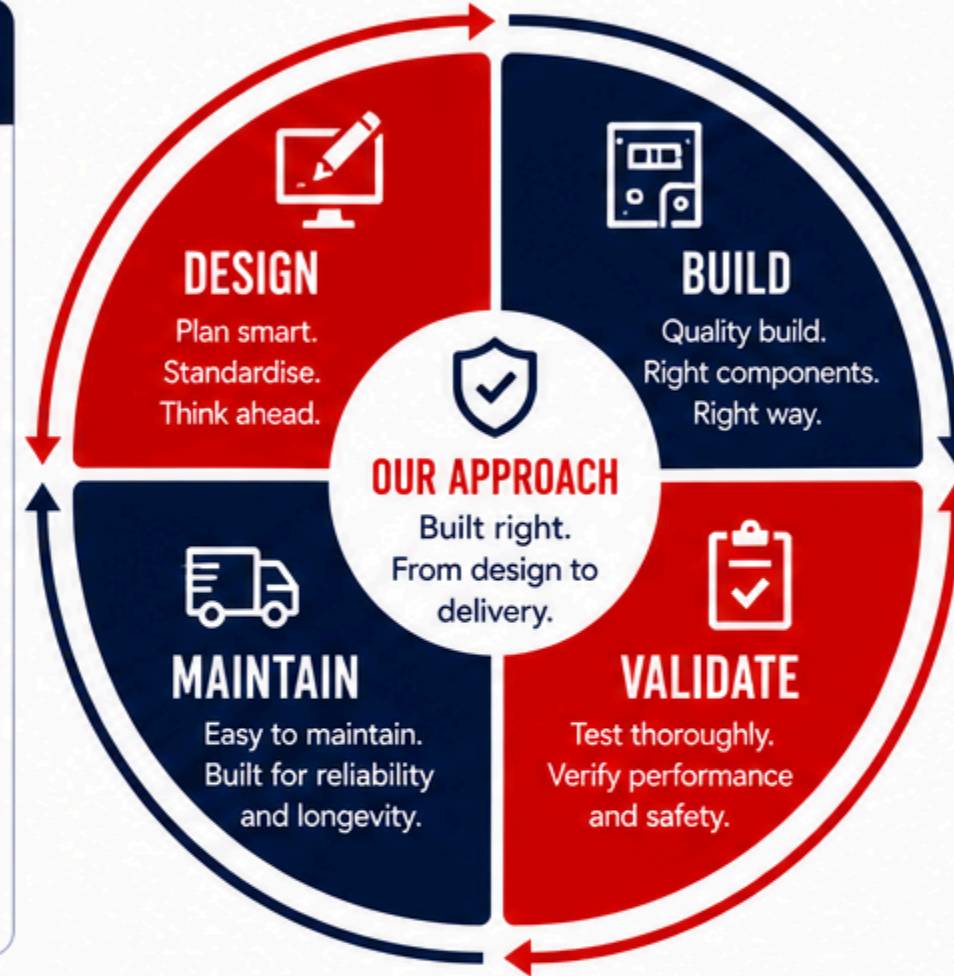 DESIGN
Plan smart.
Standardise.
Think ahead.
BUILD
Quality build.
Right components.
Right way.
OUR APPROACH
Built right.
From design to
delivery.
MAINTAIN
Easy to maintain.
Built for reliability
and longevity.
VALIDATE
Test thoroughly.
Verify performance
and safety.